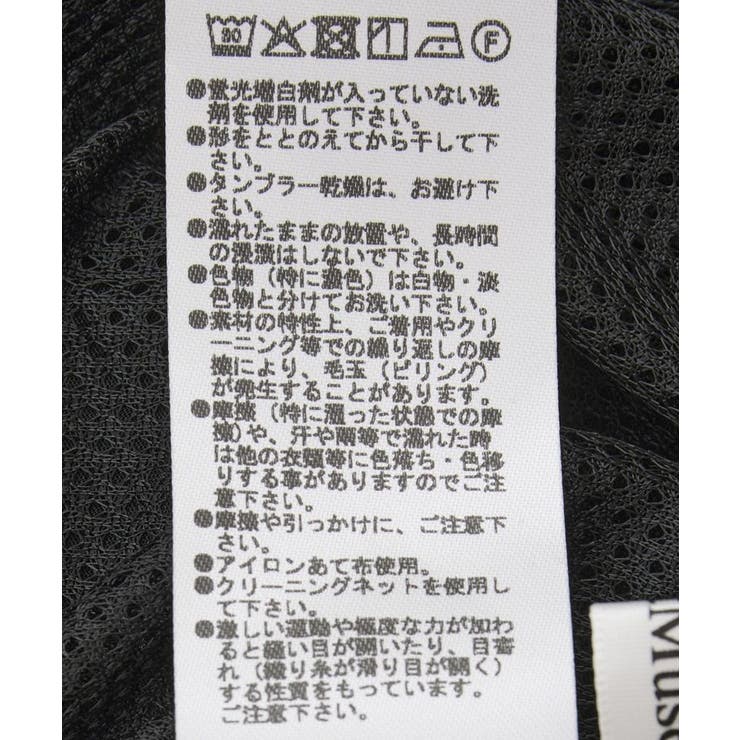 30
F
●蛍光増白剤が入っていない洗
剤を使用して下さい。
●形をととのえてから干して下
さい。
●タンブラー乾燥は、お避け下
さい。
●濡れたままの放置や、長時間
の浸漬はしないで下さい。
●色物（特に濃色）は白物・淡
色物と分けてお洗い下さい。
●素材の特性上、ご着用やクリ
ーニング等での繰り返しの摩
擦により、毛玉（ピリング）
が発生することがあります。
●摩擦（特に湿った状態での摩
擦)や、汗や雨等で濡れた時
は他の衣類等に色落ち・色移
りする事がありますのでご注
意下さい。
●摩擦や引っかけに、ご注意下
さい。
●アイロンあて布使用。
●クリーニングネットを使用し
て下さい。
●激しい運動や極度な力が加わ
ると縫い目が開いたり、目寄
れ（織り糸が滑り目が開く）
する性質をもっています。
ご注意下さい。
Muse